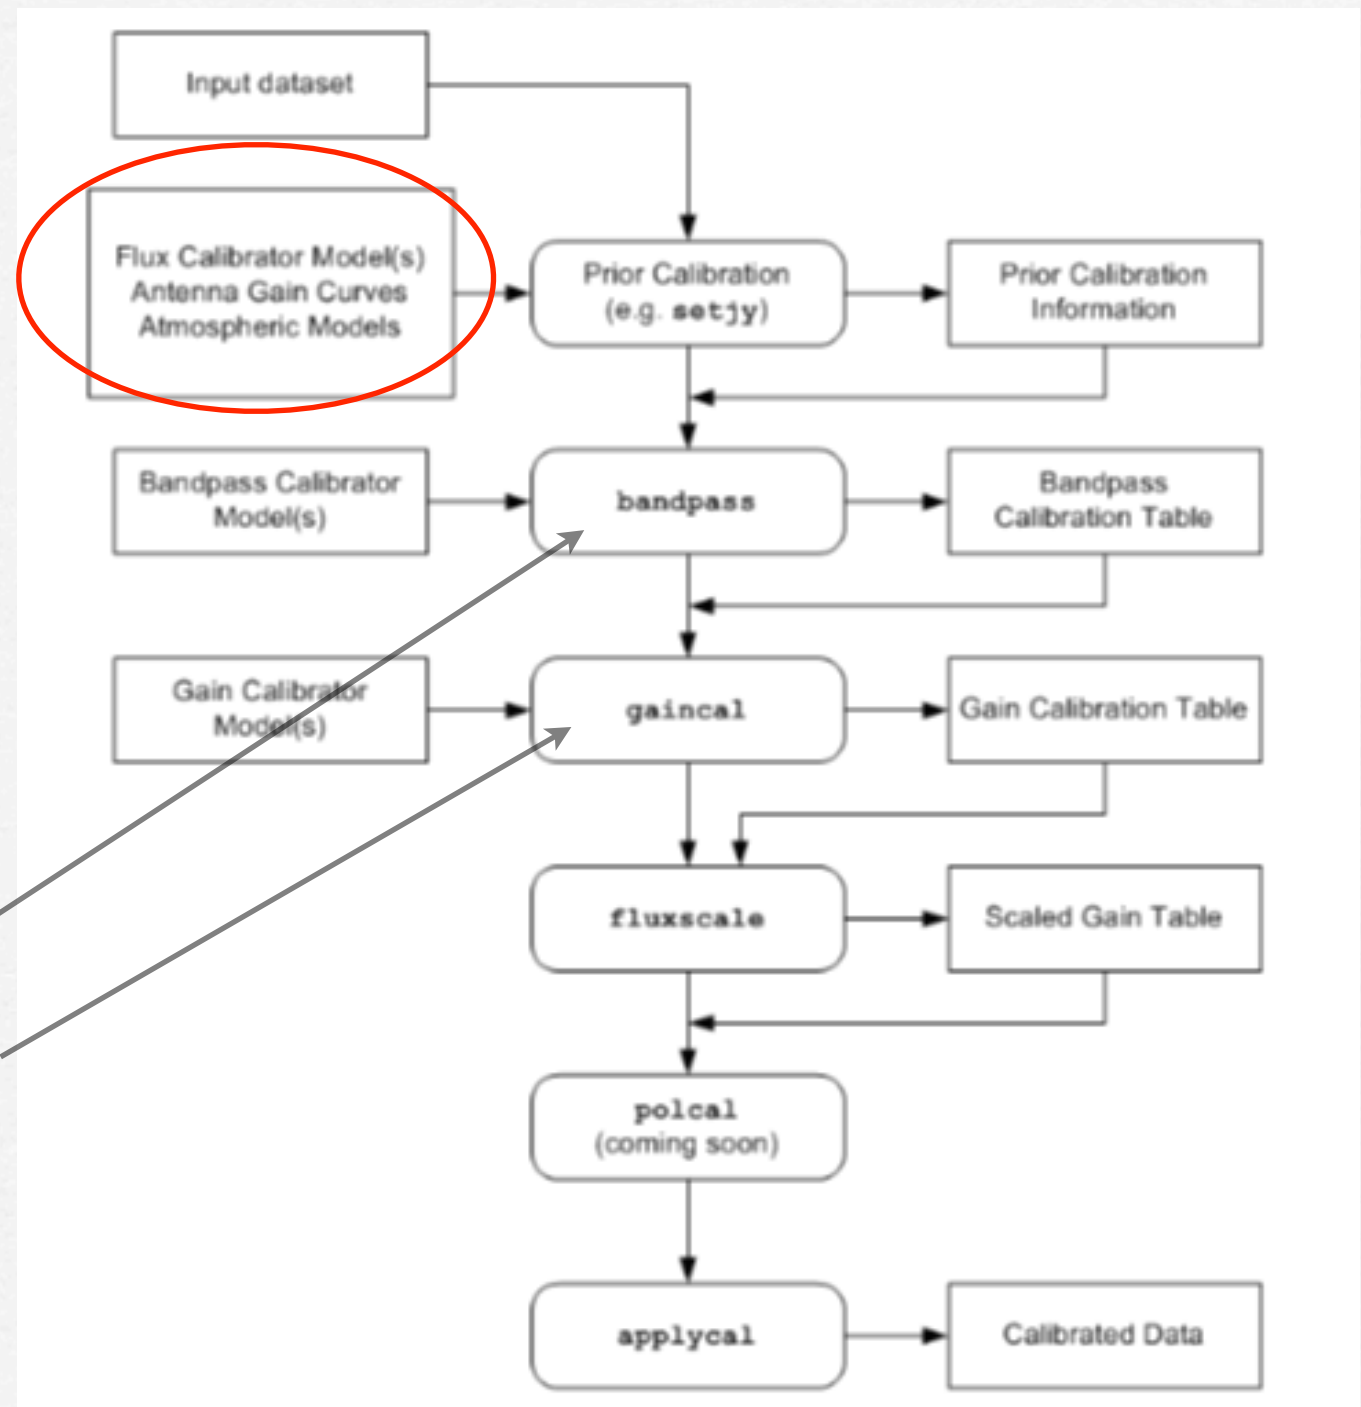 Input dataset
Flux Calibrator Model(s)
Antenna Gain Curves
Atmospheric Models
Prior Calibration
(e.g. setjy)
Prior Calibration
Information
Bandpass Calibrator
Model(s)
bandpass
Bandpass
Calibration Table
Gain Calibrator
Model(s)
gaincal
Gain Calibration Table
fluxscale
Scaled Gain Table
polcal
(coming soon)
applycal
Calibrated Data